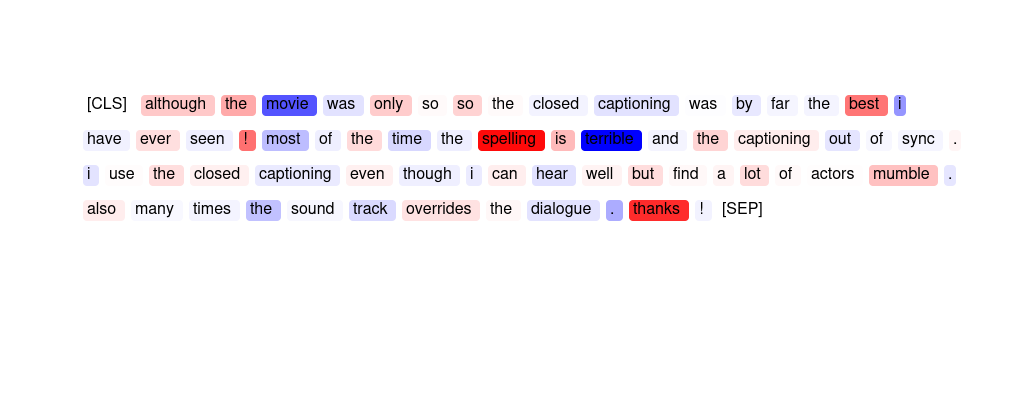 [CLS] although the movie was only so so the closed captioning was by far the best i
have ever seen ! most of the time the spelling is terrible and the captioning out of sync .
i use the closed captioning even though i can hear well but find a lot of actors mumble .
also many times the sound track overrides the dialogue . thanks ! [SEP]